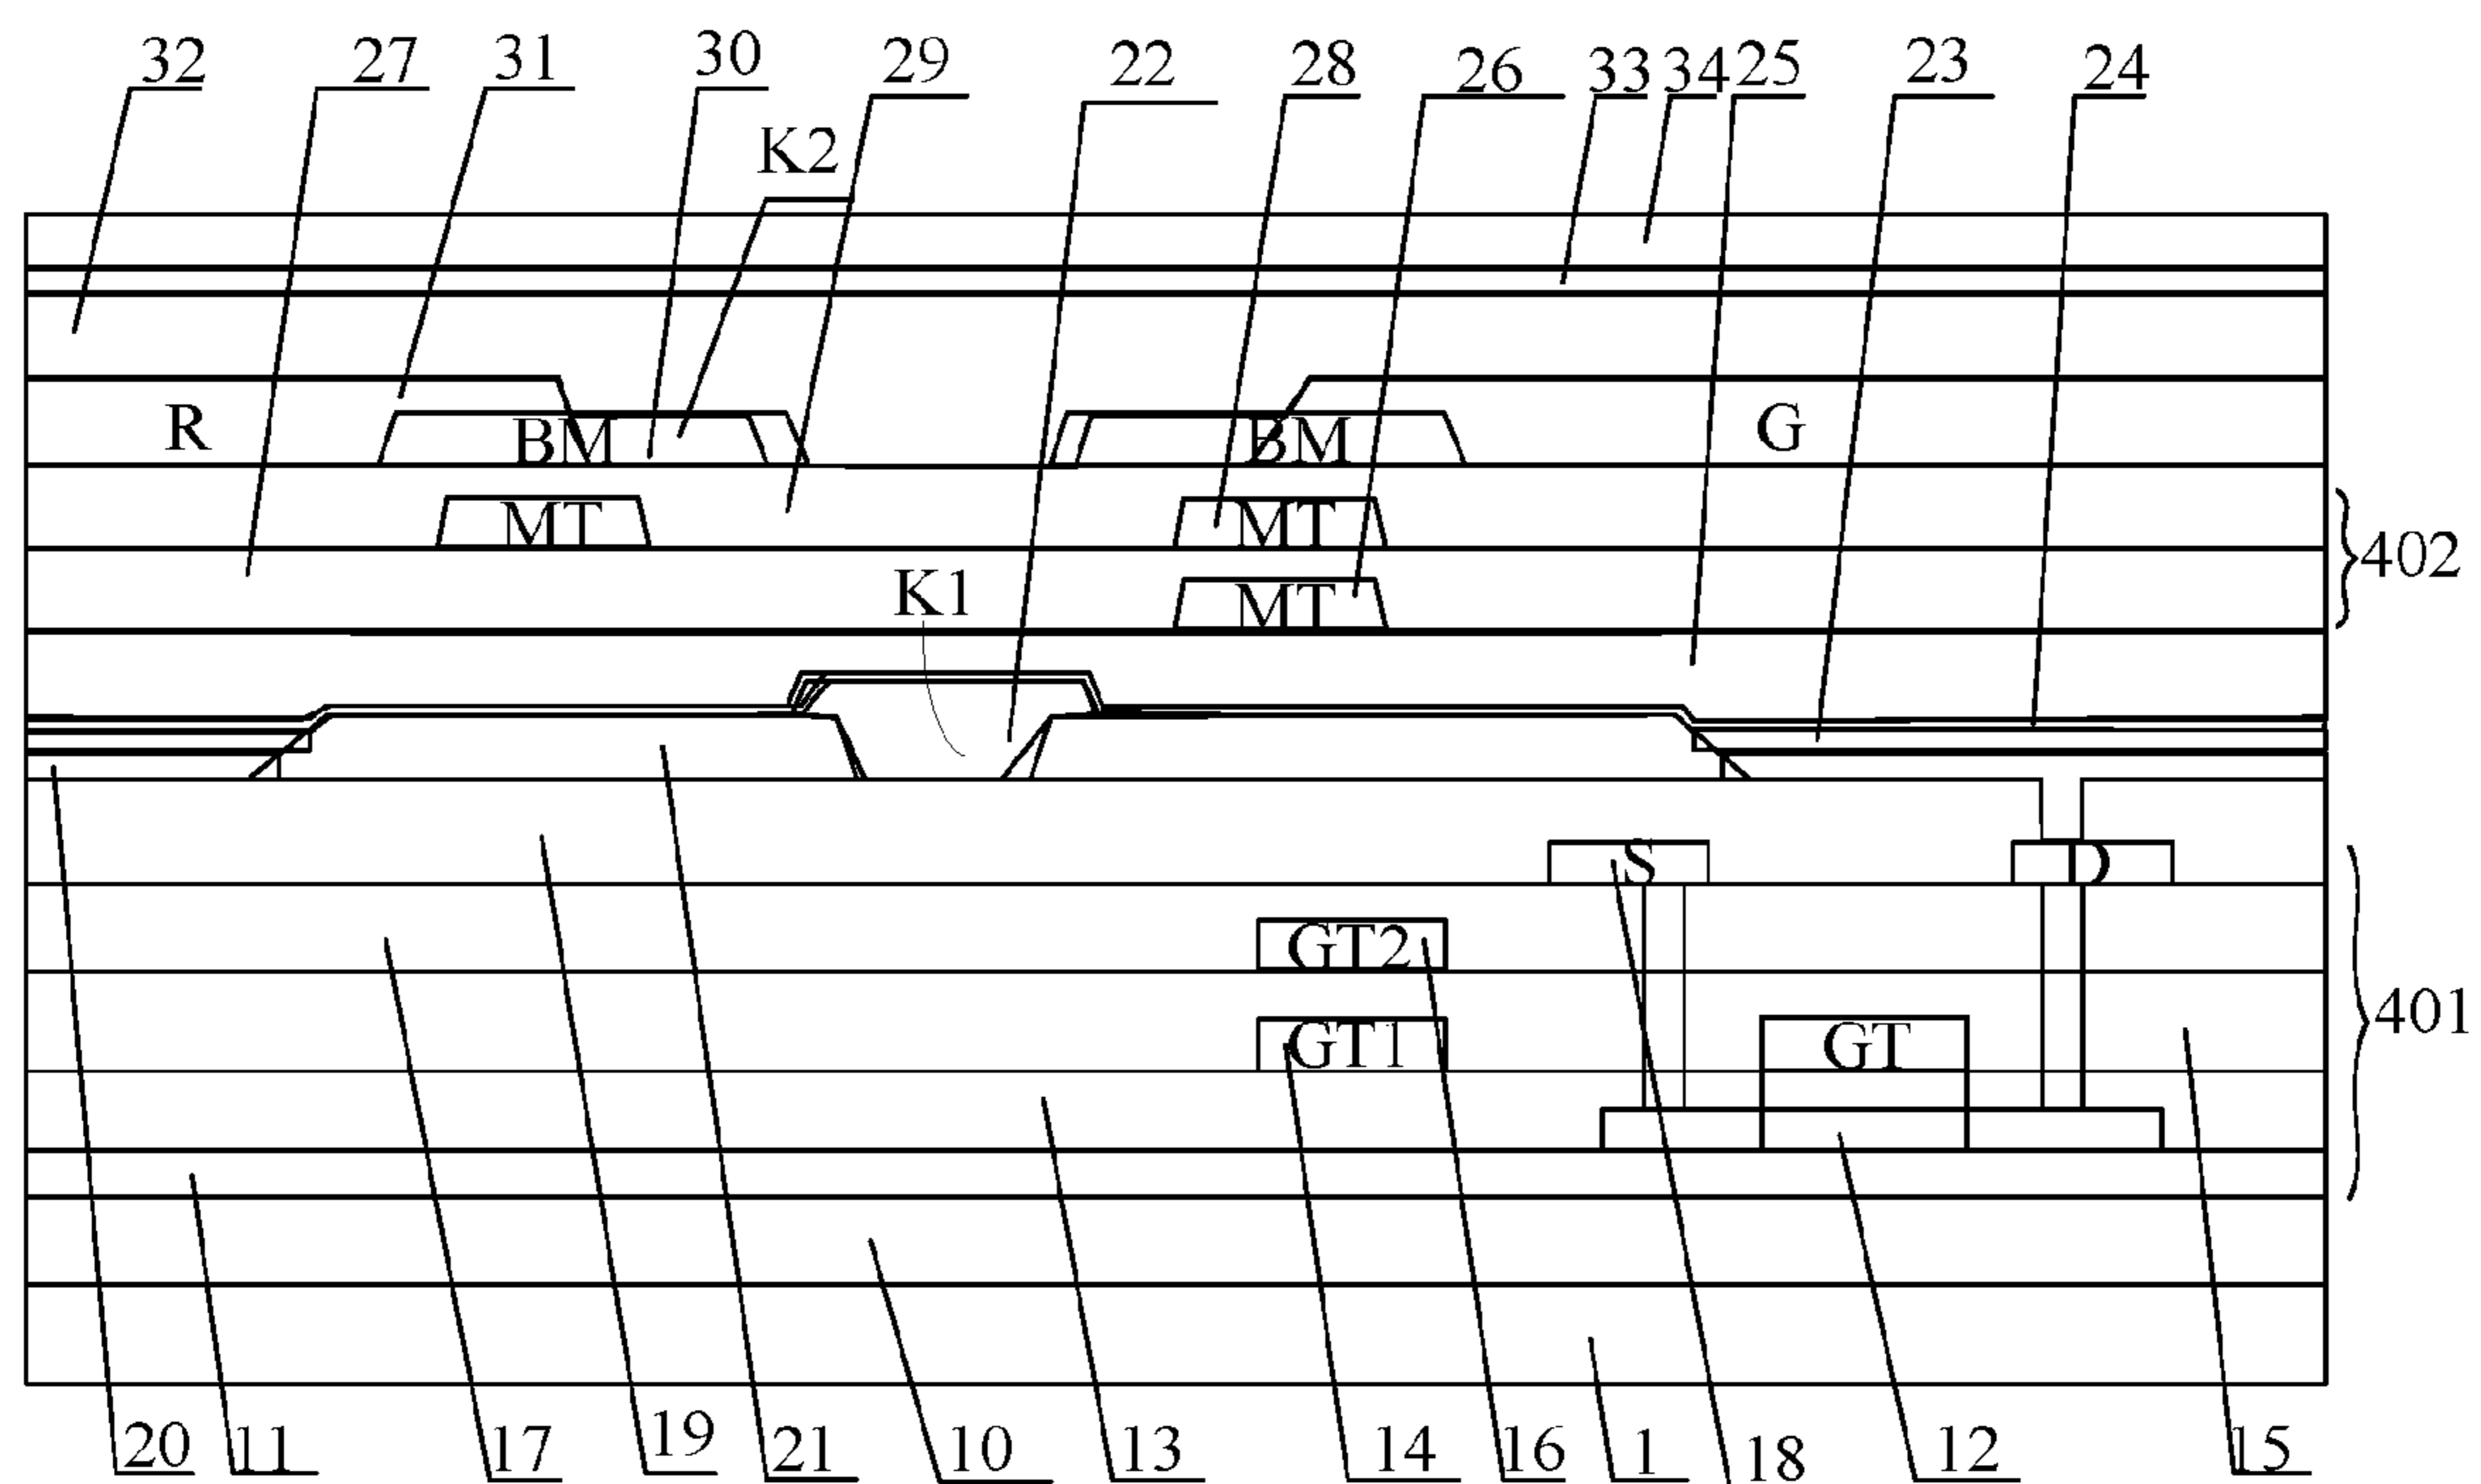 32 27 31 30 29 22 28 26 33 34 25 23 24
K2
R BM BM G
MT MT
402
K1 MT
S D
GT2
GT1 GT 401
20 11 17 19 21 10 13 14 16 1 18 12 15